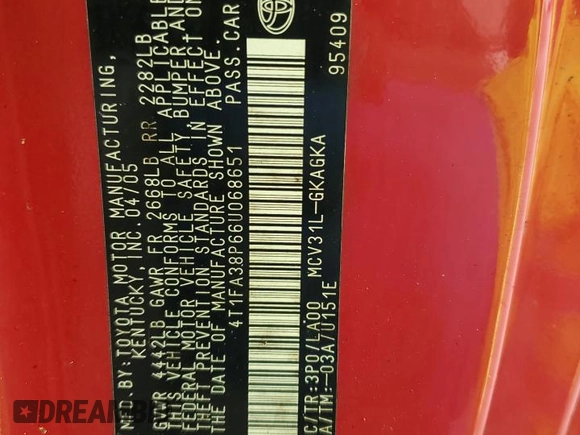 MFD. BY: TOYOTA MOTOR MANUFACTURING,
KENTUCKY, INC. 04/05
GVWR 4442LB GAWR FR 2668LB RR 2282LB
THIS VEHICLE CONFORMS TO ALL APPLICABLE
FEDERAL MOTOR VEHICLE SAFETY BUMPER AND
THEFT PREVENTION STANDARDS IN EFFECT ON
THE DATE OF MANUFACTURE SHOWN ABOVE.
4T1FA38P66U068651 PASS. CAR
C/TR:3P0/LA00 MCV31L-GKAGKA
A/TM:-03A/U151E 95409
DREAMBID